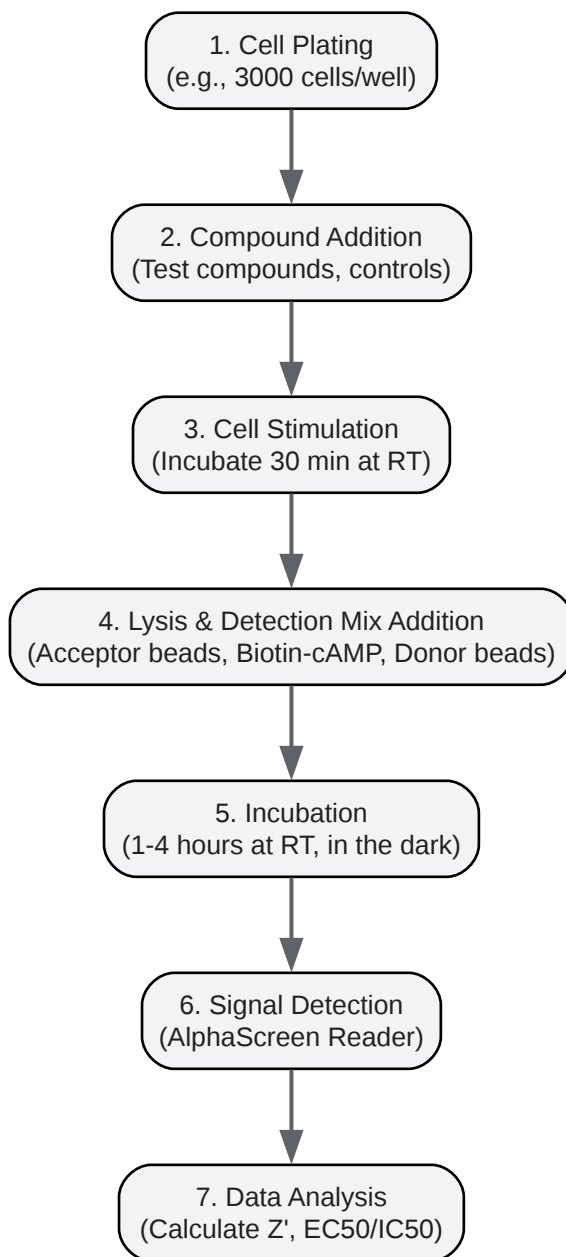 1. Cell Plating
(e.g., 3000 cells/well)
2. Compound Addition
(Test compounds, controls)
3. Cell Stimulation
(Incubate 30 min at RT)
4. Lysis & Detection Mix Addition
(Acceptor beads, Biotin-cAMP, Donor beads)
5. Incubation
(1-4 hours at RT, in the dark)
6. Signal Detection
(AlphaScreen Reader)
7. Data Analysis
(Calculate Z', EC50/IC50)